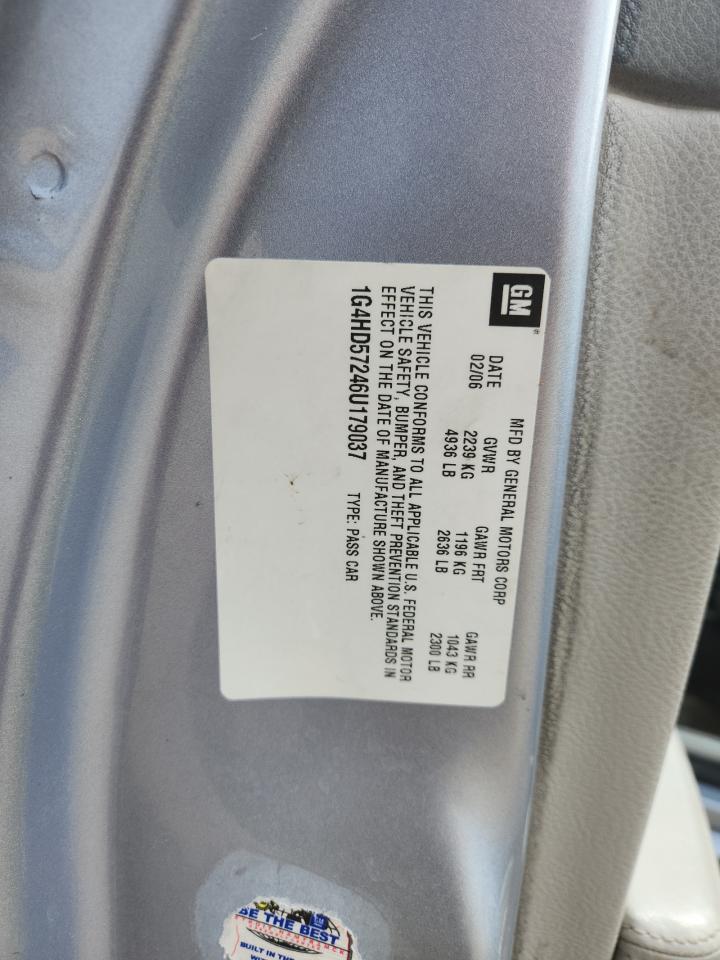 GM
MFD BY GENERAL MOTORS CORP
DATE GVWR GAWR FRT GAWR RR
02/06 2239 KG 1196 KG 1043 KG
4936 LB 2636 LB 2300 LB
THIS VEHICLE CONFORMS TO ALL APPLICABLE U.S. FEDERAL MOTOR
VEHICLE SAFETY, BUMPER, AND THEFT PREVENTION STANDARDS IN
EFFECT ON THE DATE OF MANUFACTURE SHOWN ABOVE.
1G4HD57246U179037 TYPE: PASS CAR
BE THE BEST
BUILT IN THE